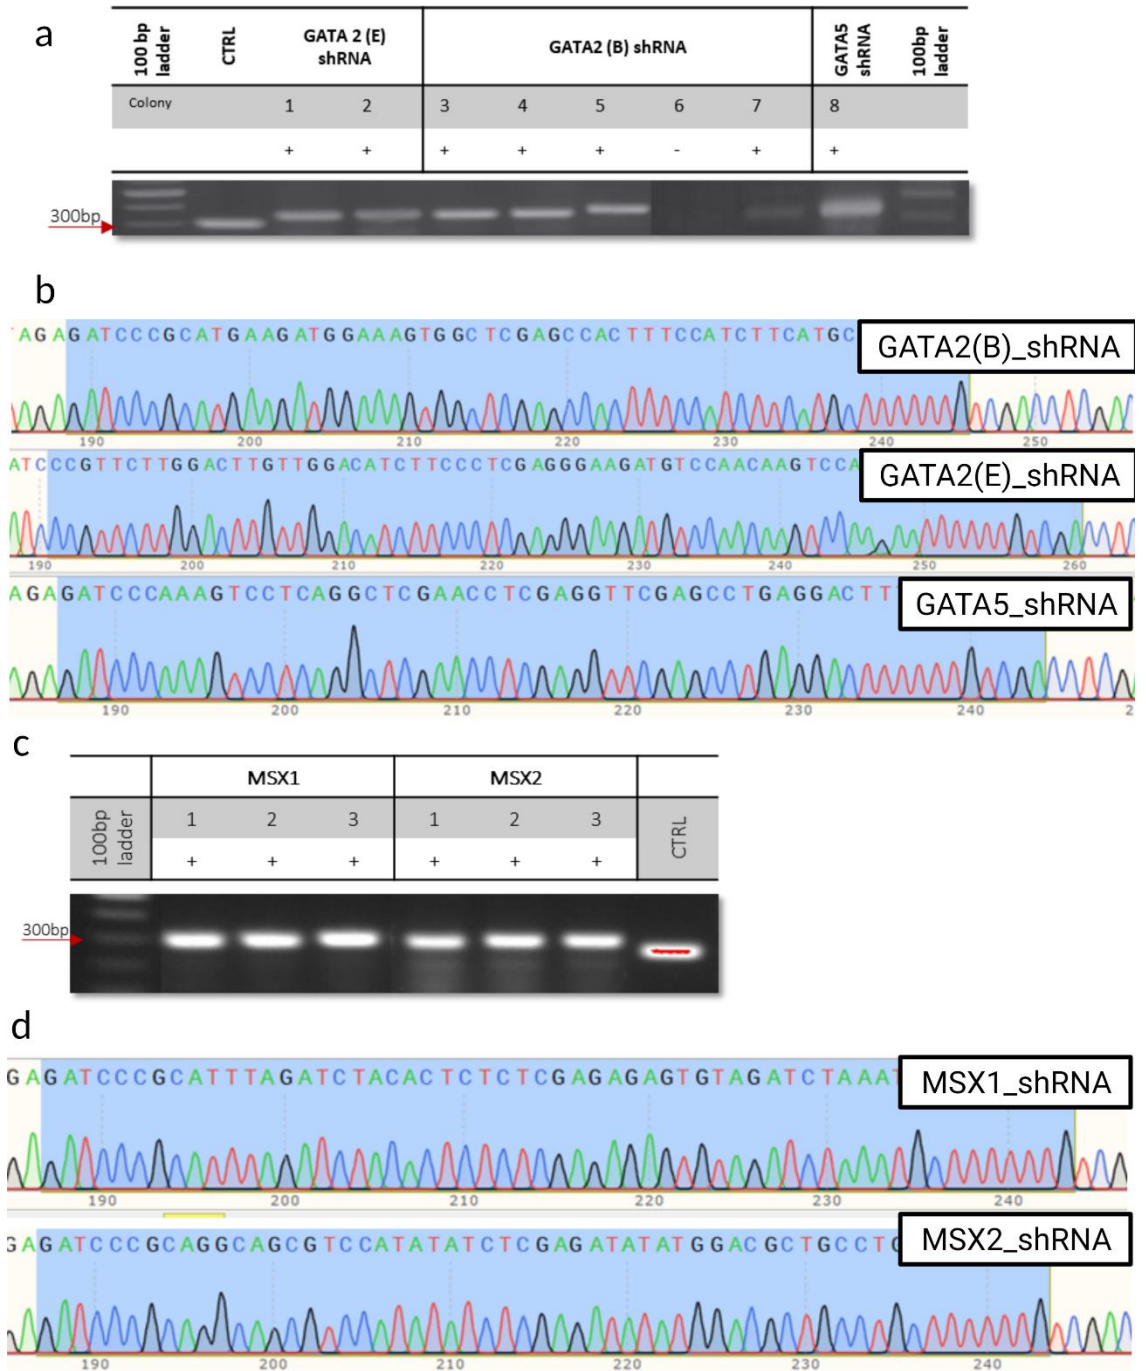 a
100 bp ladder
CTRL
GATA 2 (E) shRNA
GATA2 (B) shRNA
GATA5 shRNA
100bp ladder
Colony 1 2 3 4 5 6 7 8
+ + + + + - + +
300bp
b
AGAGATCCCGCATGAAGATGGAAAGTGGCTCGAGCCACTTTCCATCTTCATGC
GATA2(B)_shRNA
190 200 210 220 230 240 250
ATCCCGTTCTTGGACTTGTTGGACATCTTCCCTCGAGGGAAGATGTCCAACAAGTCCA
GATA2(E)_shRNA
190 200 210 220 230 240 250 260
AGAGATCCCAAAGTCCTCAGGCTCGAACCTCGAGGTTCGAGCCTGAGGACTT
GATA5_shRNA
190 200 210 220 230 240
c
100bp ladder
MSX1 MSX2
CTRL
1 2 3 1 2 3
+ + + + + +
300bp
d
GAGATCCCGCATTTAGATCTACACTCTCTCGAGAGAGTGTAGATCTAAAT
MSX1_shRNA
190 200 210 220 230 240
GAGATCCCGCAGGCAGCGTCCATATATCTCGAGATATATGGACGCTGCCTG
MSX2_shRNA
190 200 210 220 230 240